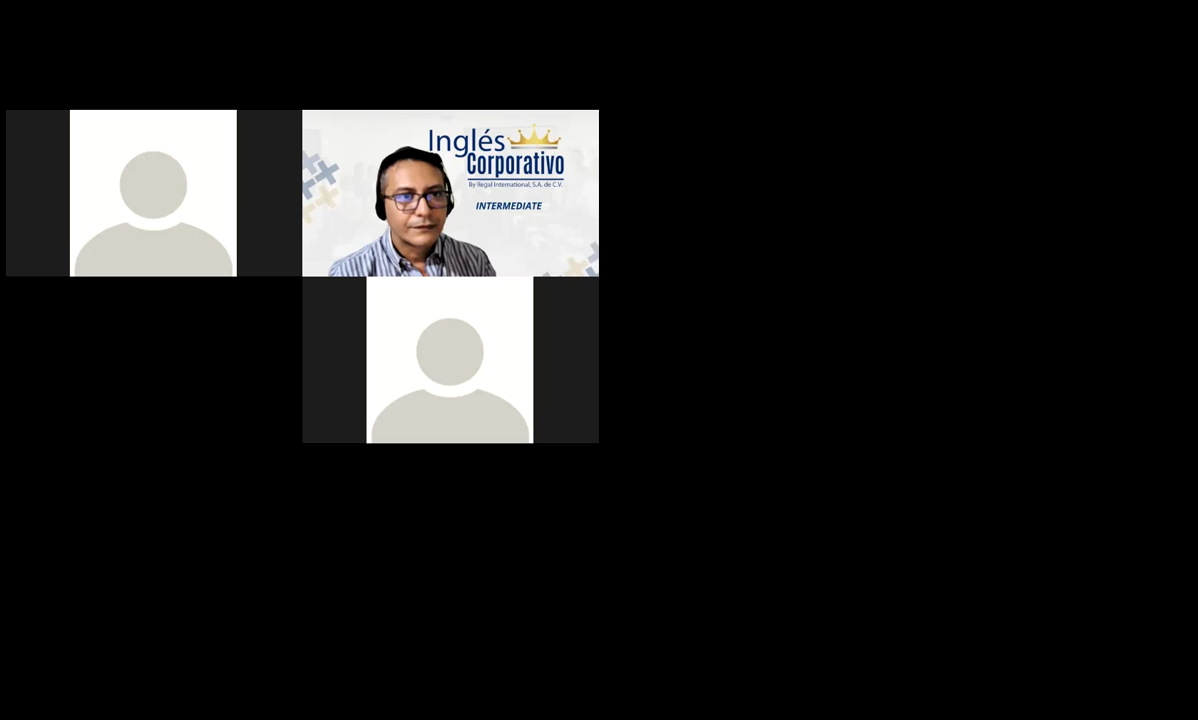 Inglés
Corporativo
By Regal International, S.A. de C.V.
INTERMEDIATE